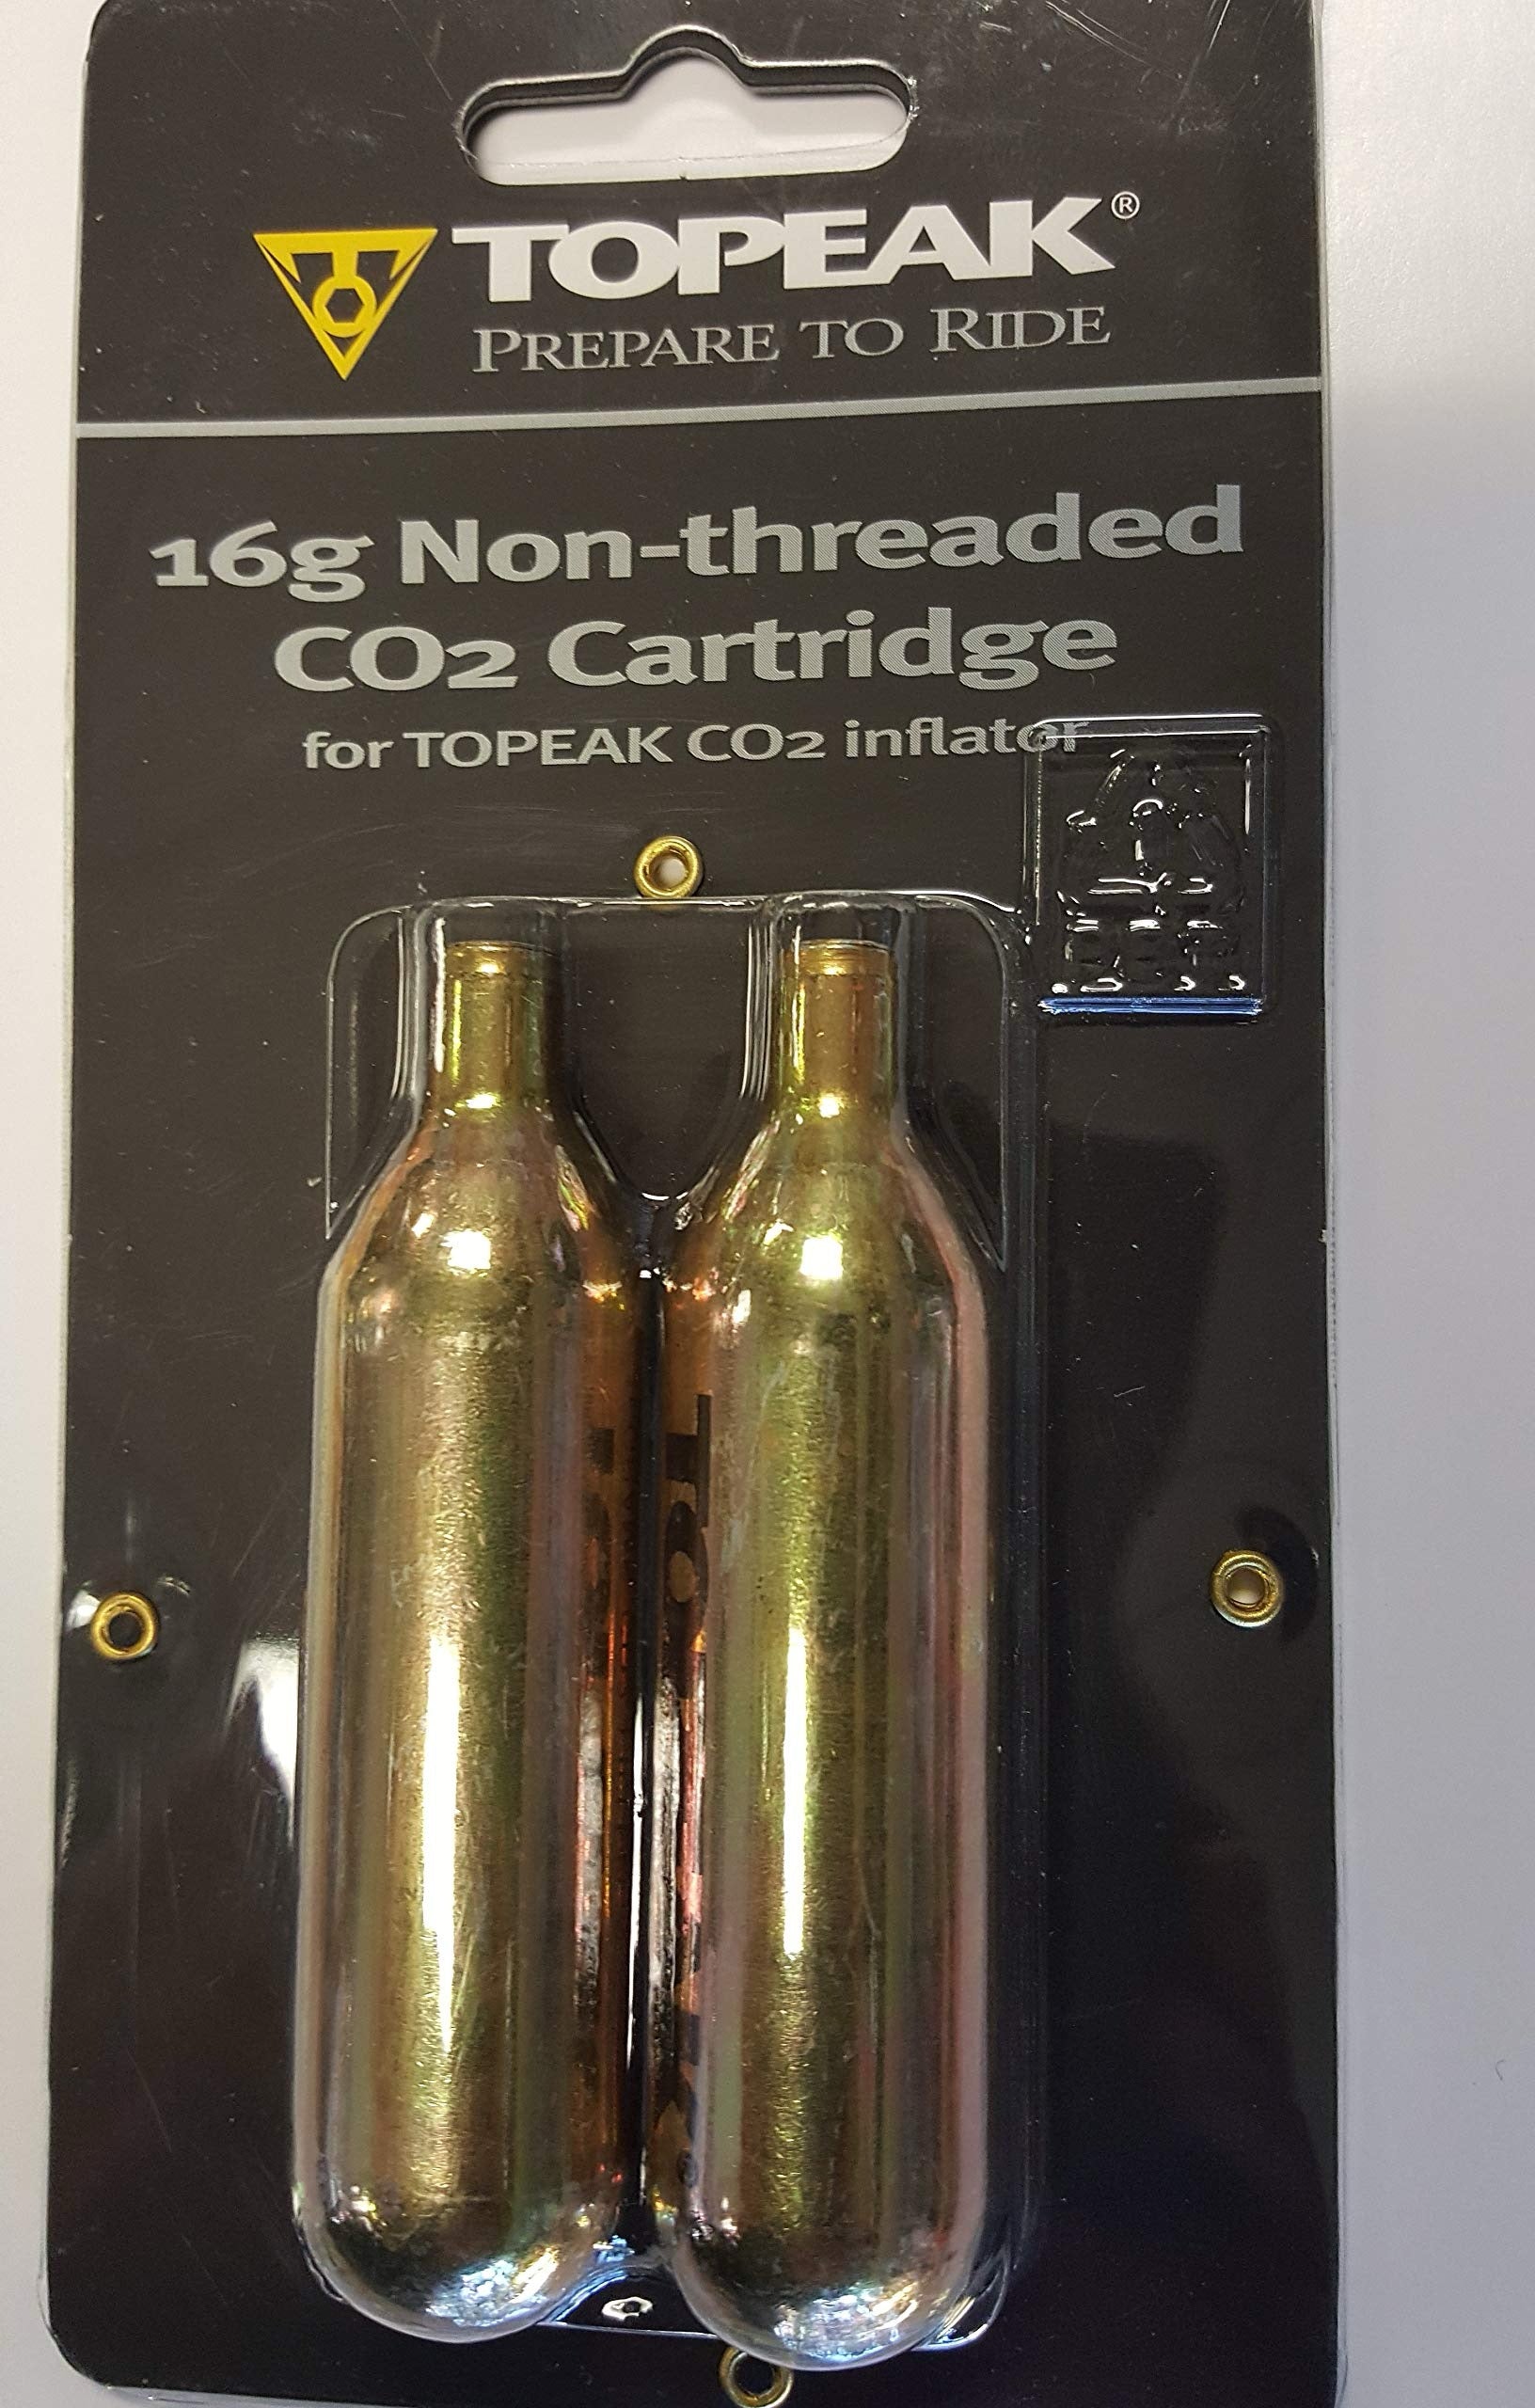 TOPEAK®
PREPARE TO RIDE
16g Non-threaded
CO2 Cartridge
for TOPEAK CO2 inflator